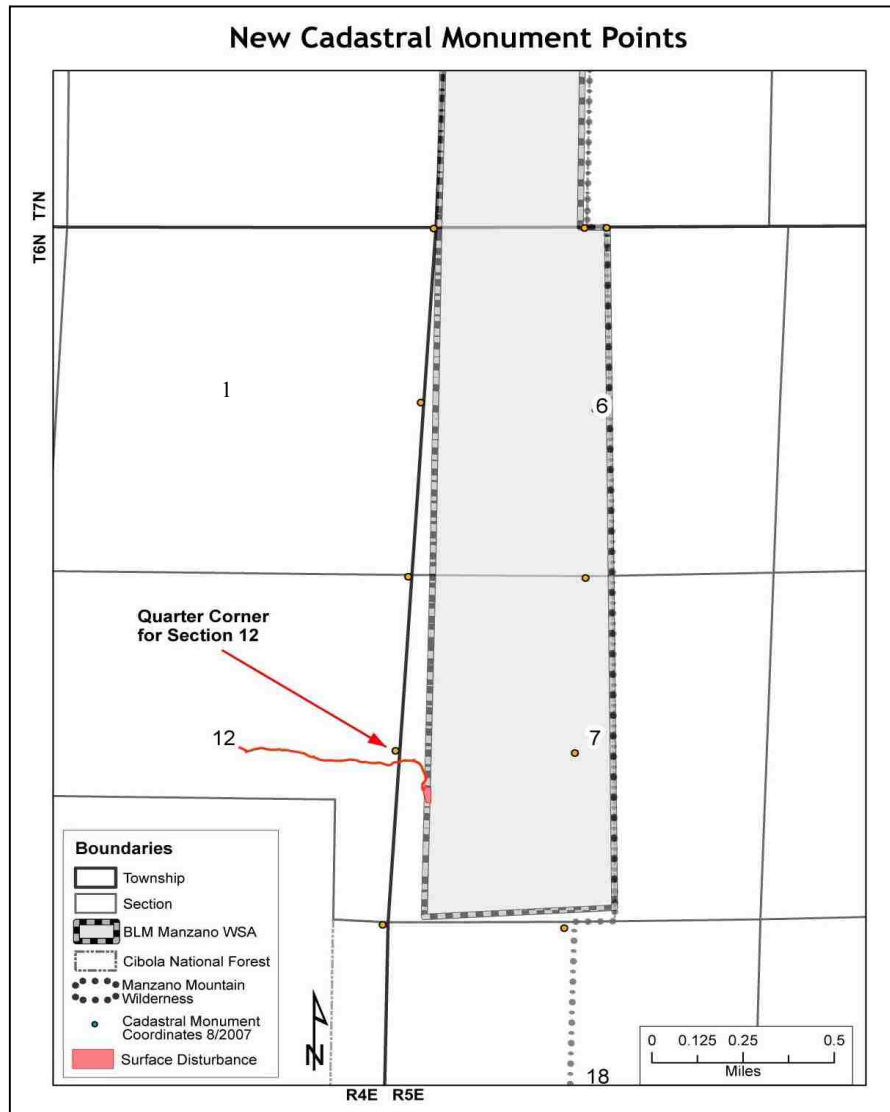 New Cadastral Monument Points
T7N
T6N
1
6
Quarter Corner
for Section 12
12
7
Boundaries
Township
Section
BLM Manzano WSA
Cibola National Forest
Manzano Mountain
Wilderness
Cadastral Monument
Coordinates 8/2007
Surface Disturbance
N
18
0 0.125 0.25 0.5
Miles
R4E R5E